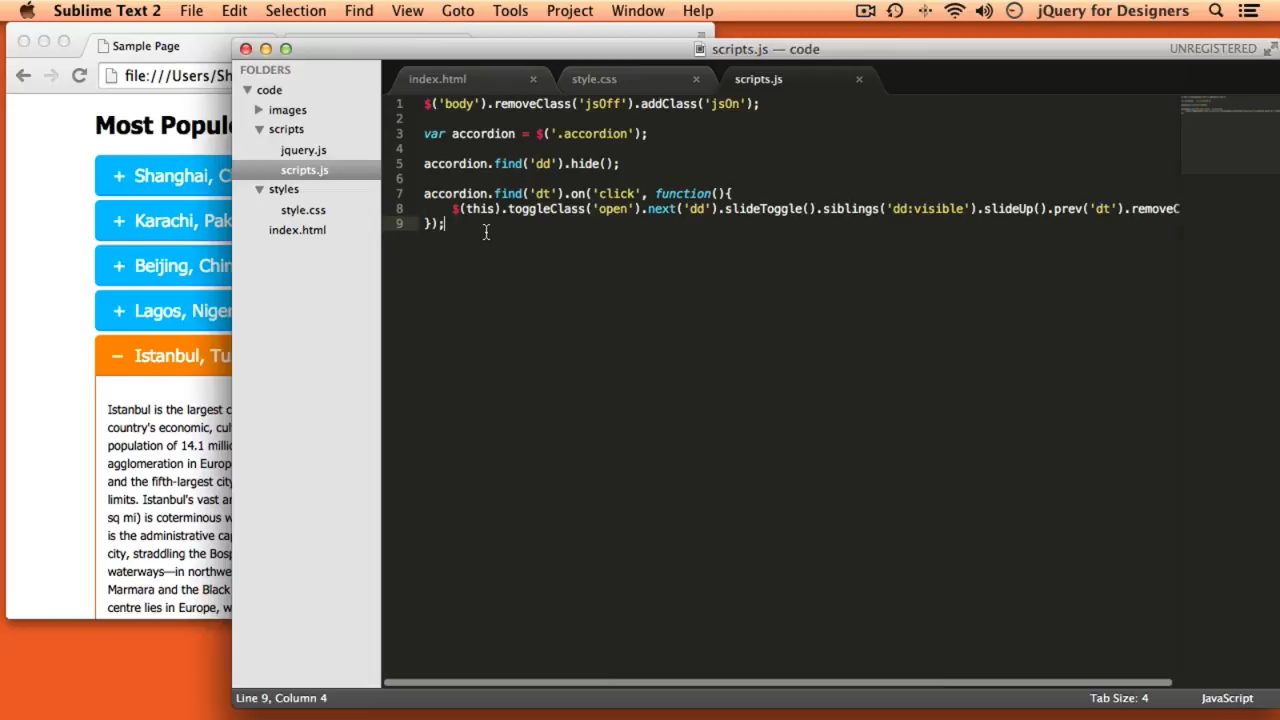 Sublime Text 2 File Edit Selection Find View Goto Tools Project Window Help jQuery for Designers
Sample Page
file:///Users/Sh
Most Popul
+ Shanghai, C
+ Karachi, Pak
+ Beijing, Chin
+ Lagos, Niger
− Istanbul, Tu
Istanbul is the largest c
country's economic, cul
population of 14.1 millio
agglomeration in Europe
and the fifth-largest city
limits. Istanbul's vast ar
sq mi) is coterminous w
is the administrative cap
city, straddling the Bosp
waterways—in northwe
Marmara and the Black
centre lies in Europe, w
scripts.js — code
UNREGISTERED
FOLDERS
code
images
scripts
jquery.js
scripts.js
styles
style.css
index.html
index.html style.css scripts.js
1 $('body').removeClass('jsOff').addClass('jsOn');
2
3 var accordion = $('.accordion');
4
5 accordion.find('dd').hide();
6
7 accordion.find('dt').on('click', function(){
8 $(this).toggleClass('open').next('dd').slideToggle().siblings('dd:visible').slideUp().prev('dt').removeC
9 });
Line 9, Column 4
Tab Size: 4
JavaScript